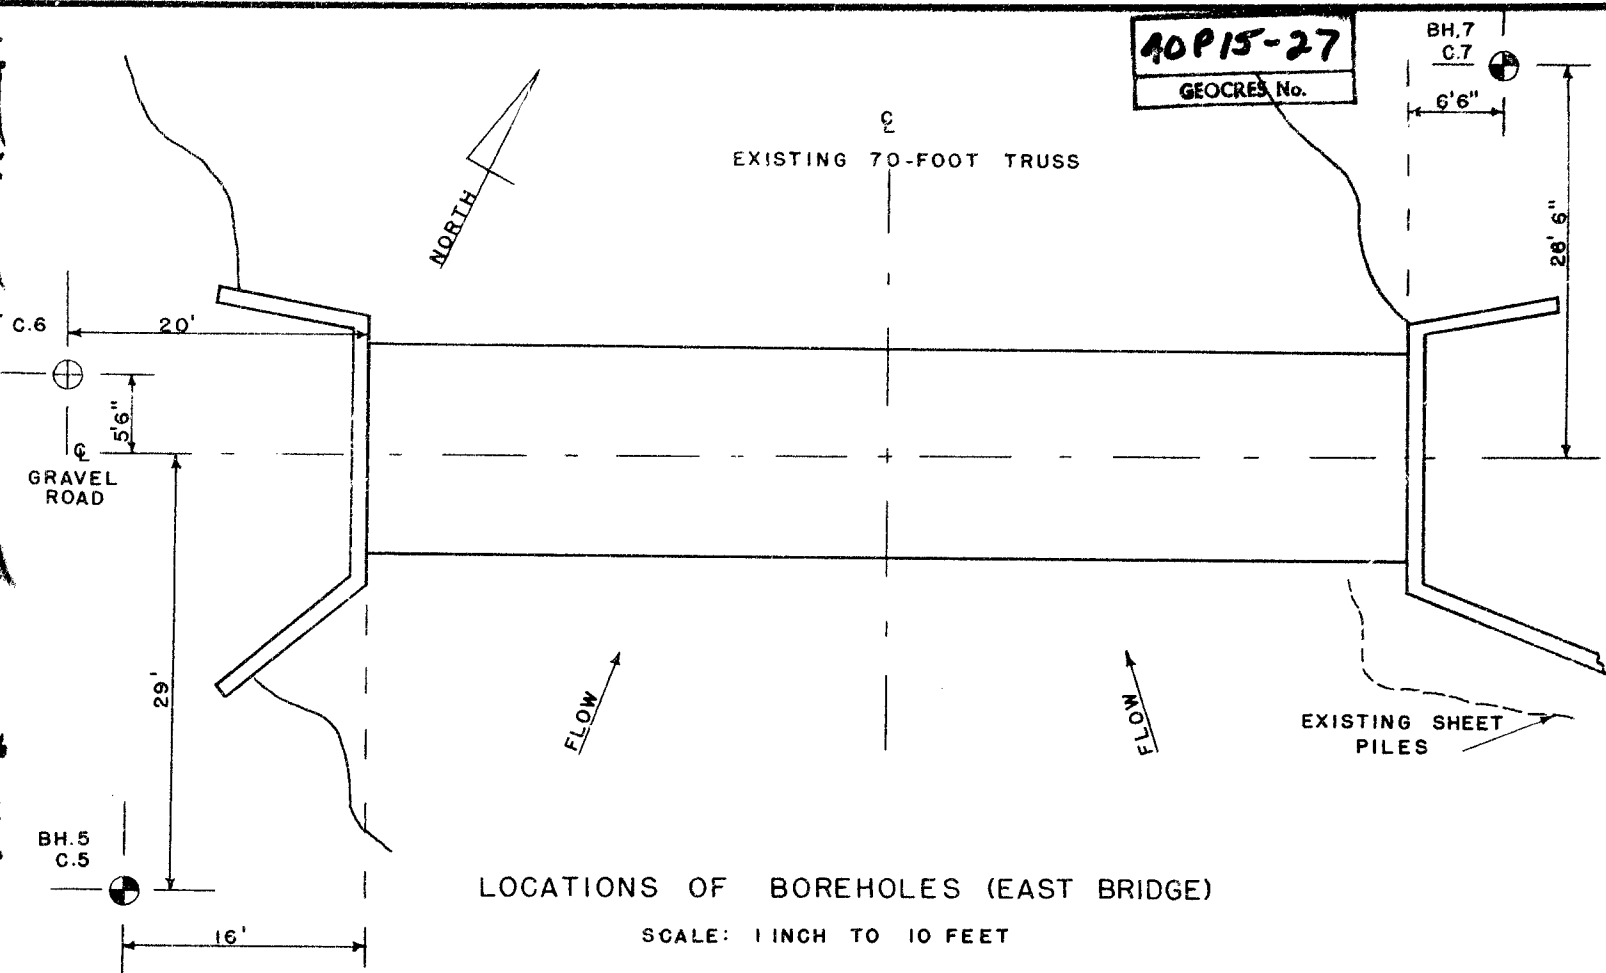 40P15-27
GEOCRES No.
BH.7
C.7
6'6"
℄
EXISTING 70-FOOT TRUSS
NORTH
28' 6"
C.6
20'
5'6"
℄
GRAVEL
ROAD
29'
FLOW
FLOW
EXISTING SHEET
PILES
BH.5
C.5
16'
LOCATIONS OF BOREHOLES (EAST BRIDGE)
SCALE: 1 INCH TO 10 FEET